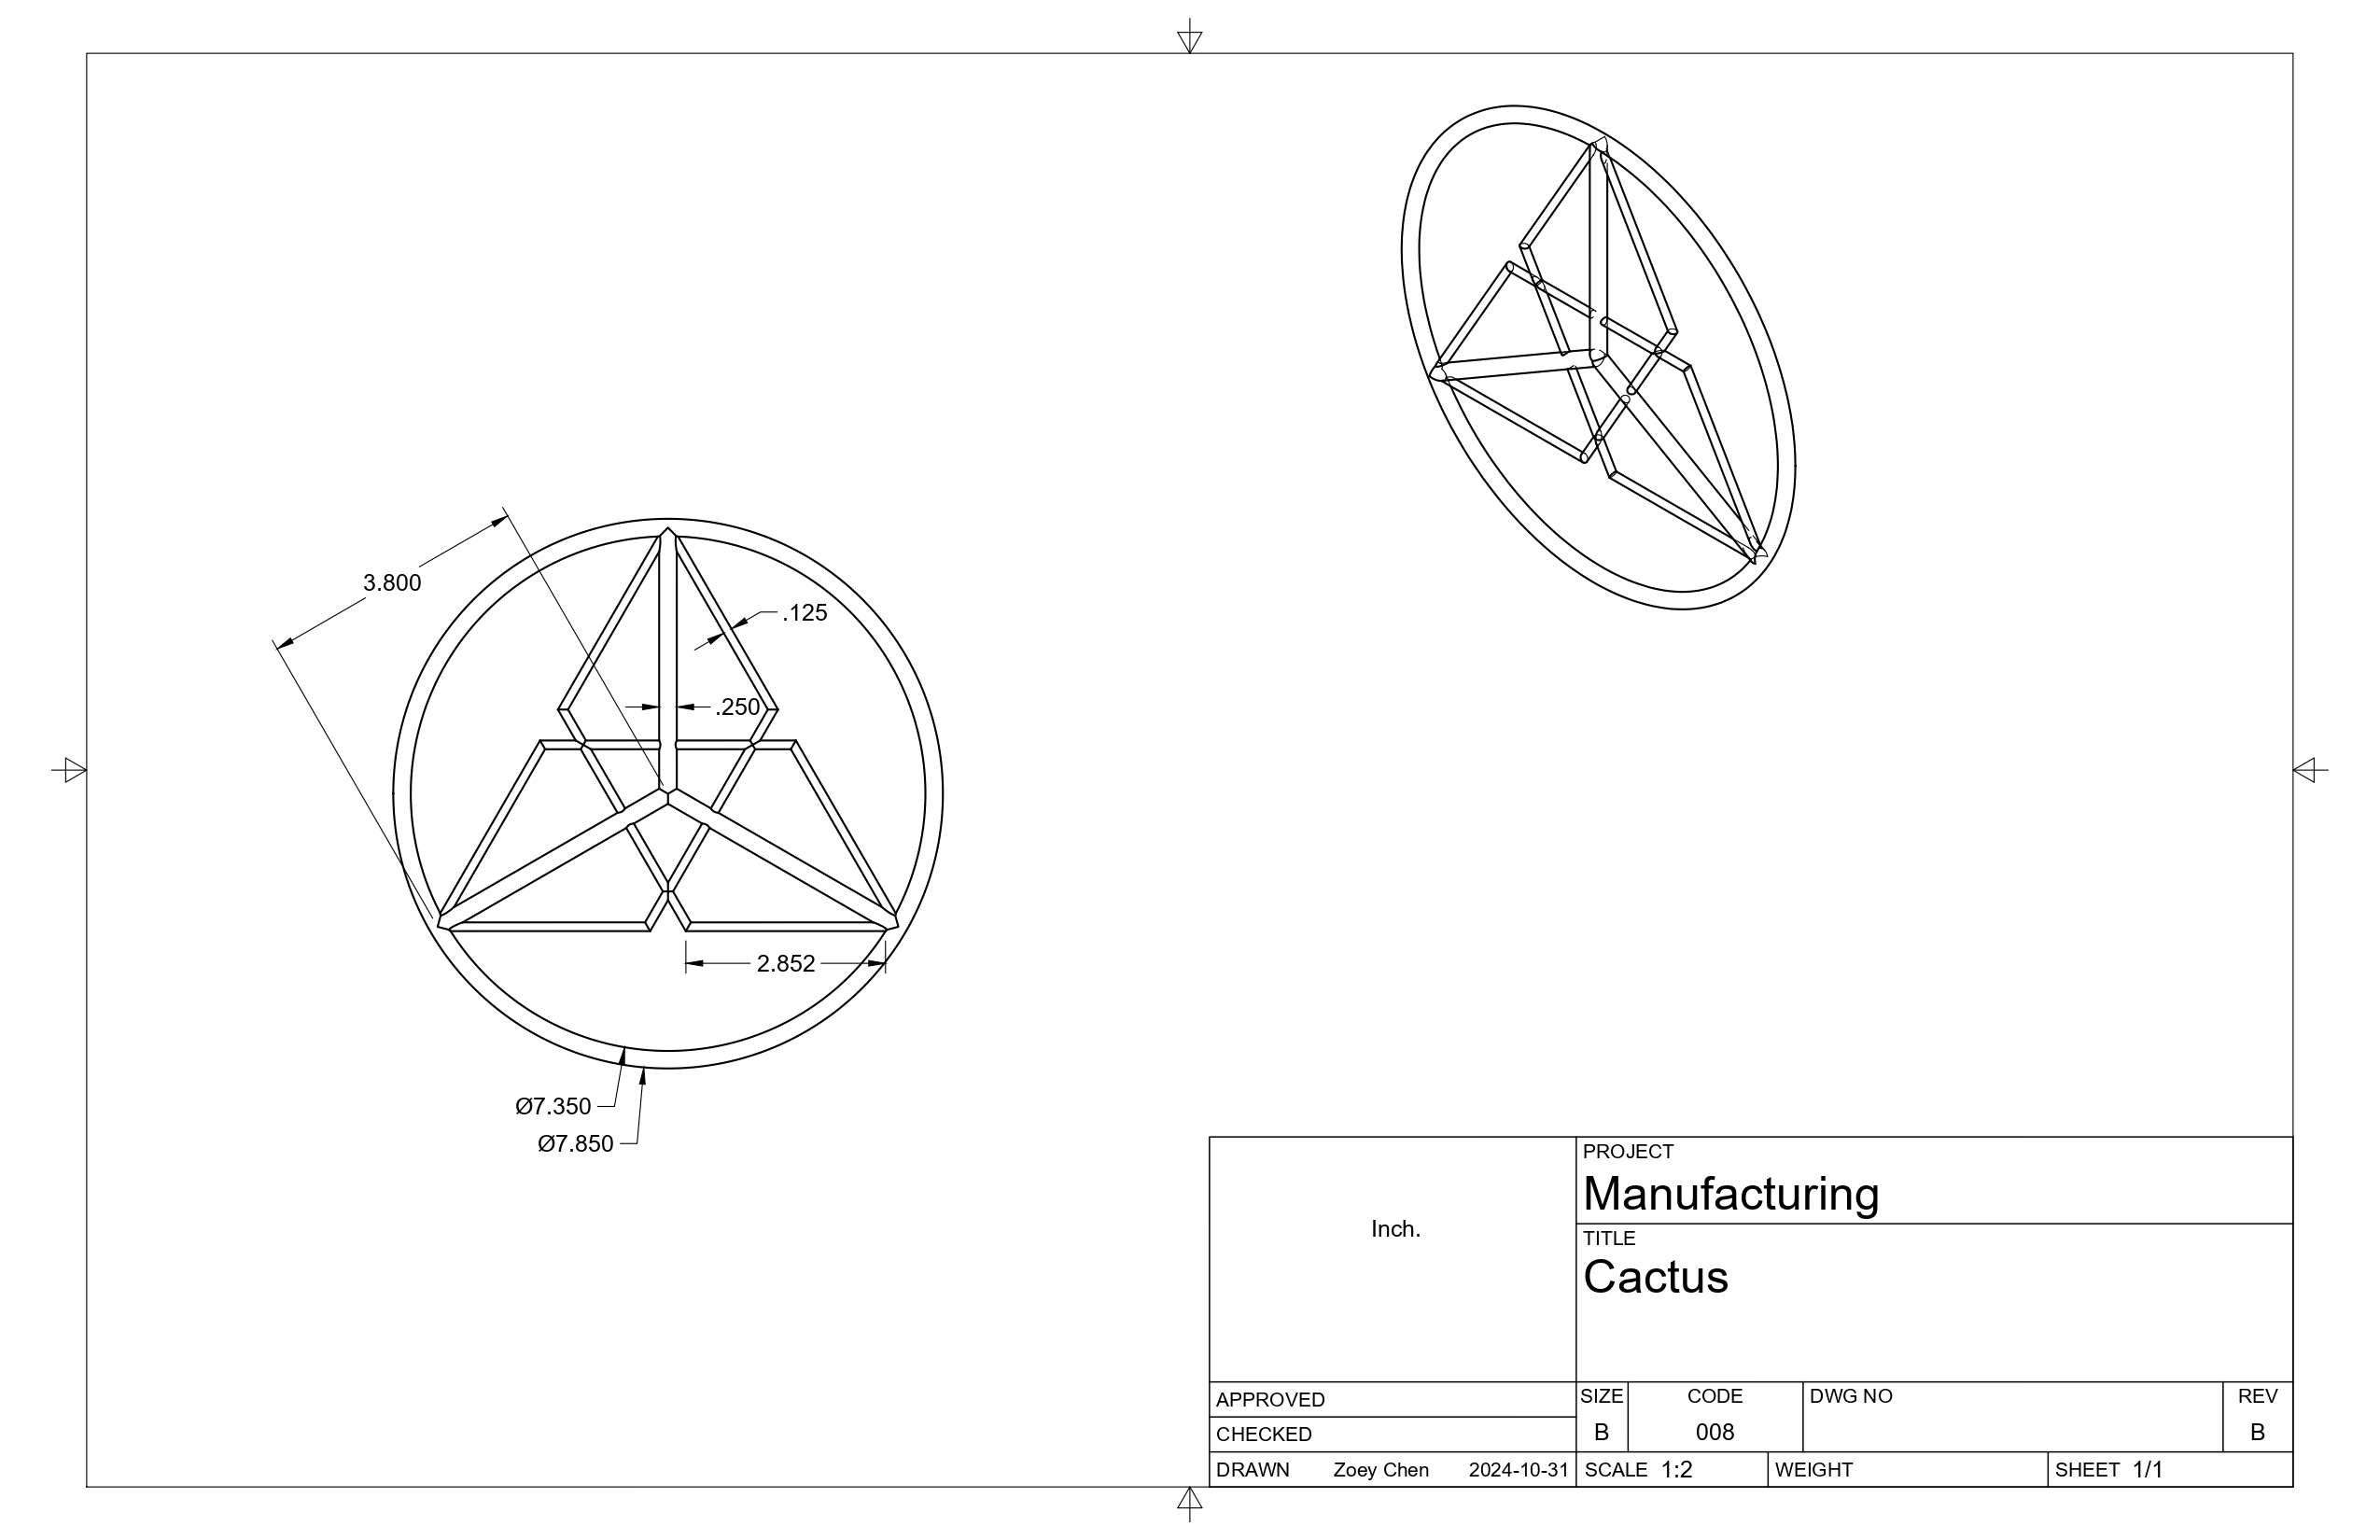 3.800
.125
.250
2.852
Ø7.350
Ø7.850
Inch.
PROJECT
Manufacturing
TITLE
Cactus
APPROVED
CHECKED
DRAWN Zoey Chen 2024-10-31
SIZE CODE DWG NO REV
B 008 B
SCALE 1:2 WEIGHT SHEET 1/1